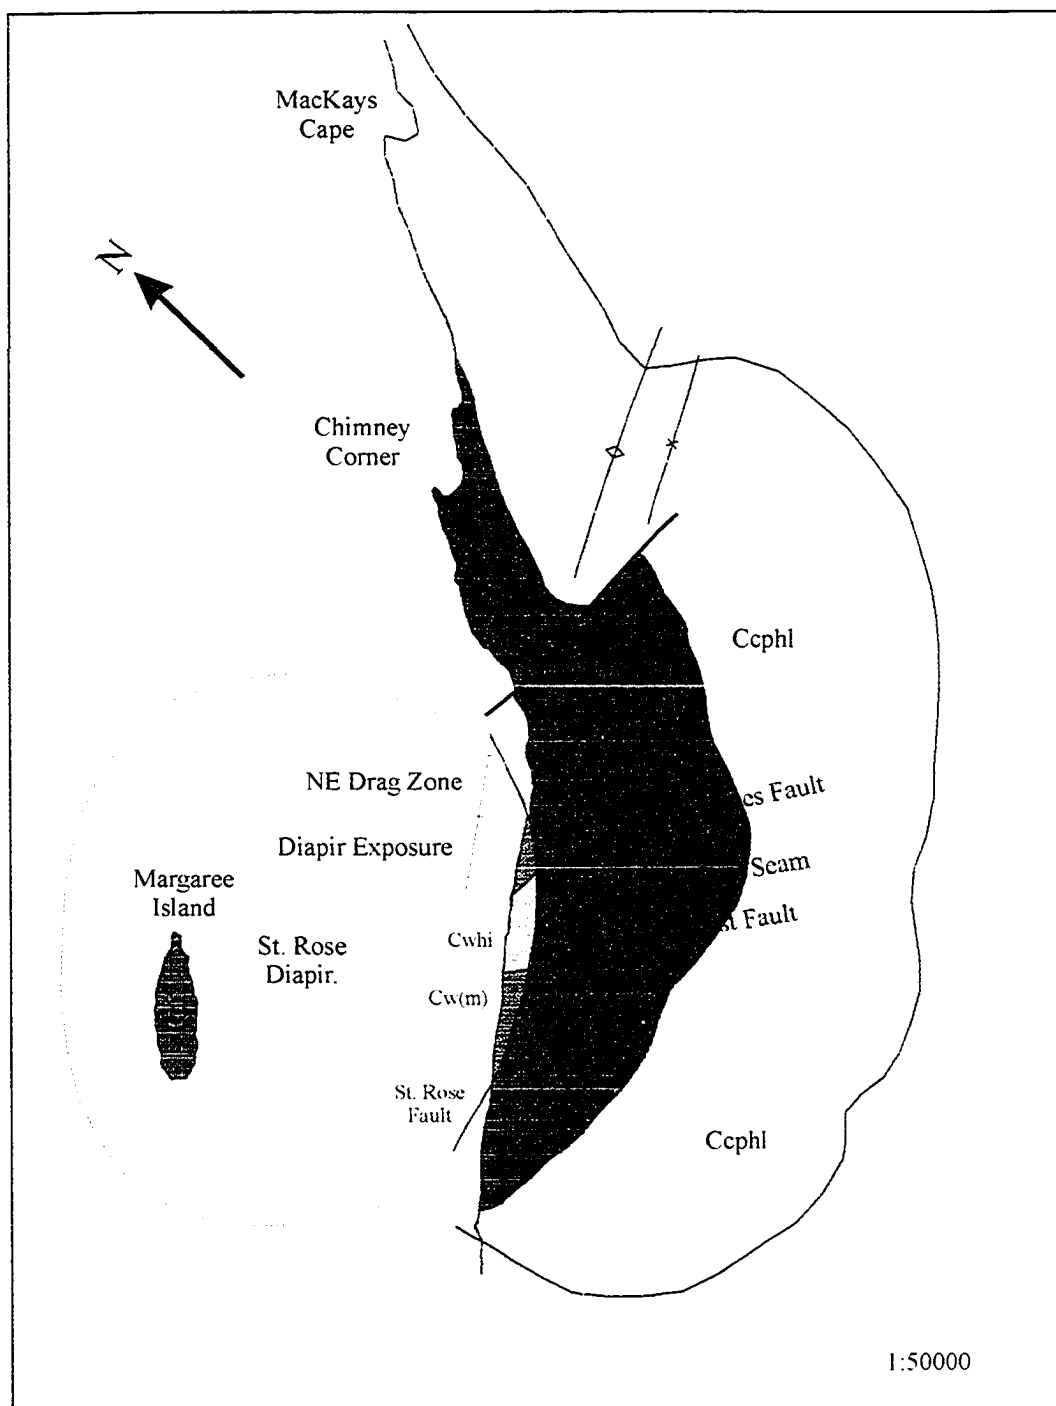 MacKays
Cape
N
Chimney
Corner
Ccphl
NE Drag Zone
Diapir Exposure
Margaree
Island
St. Rose
Diapir.
Cwhi
Cw(m)
St. Rose
Fault
Fault
Seam
Fault
Ccphl
1:50000